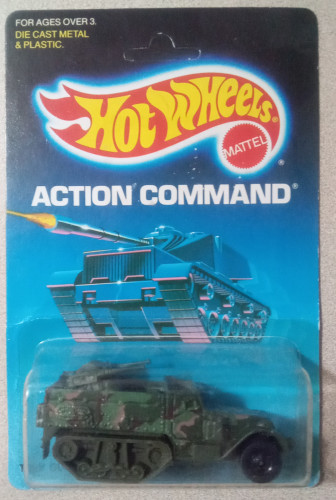 FOR AGES OVER 3.
DIE CAST METAL
& PLASTIC.
Hot Wheels®
MATTEL
ACTION COMMAND®